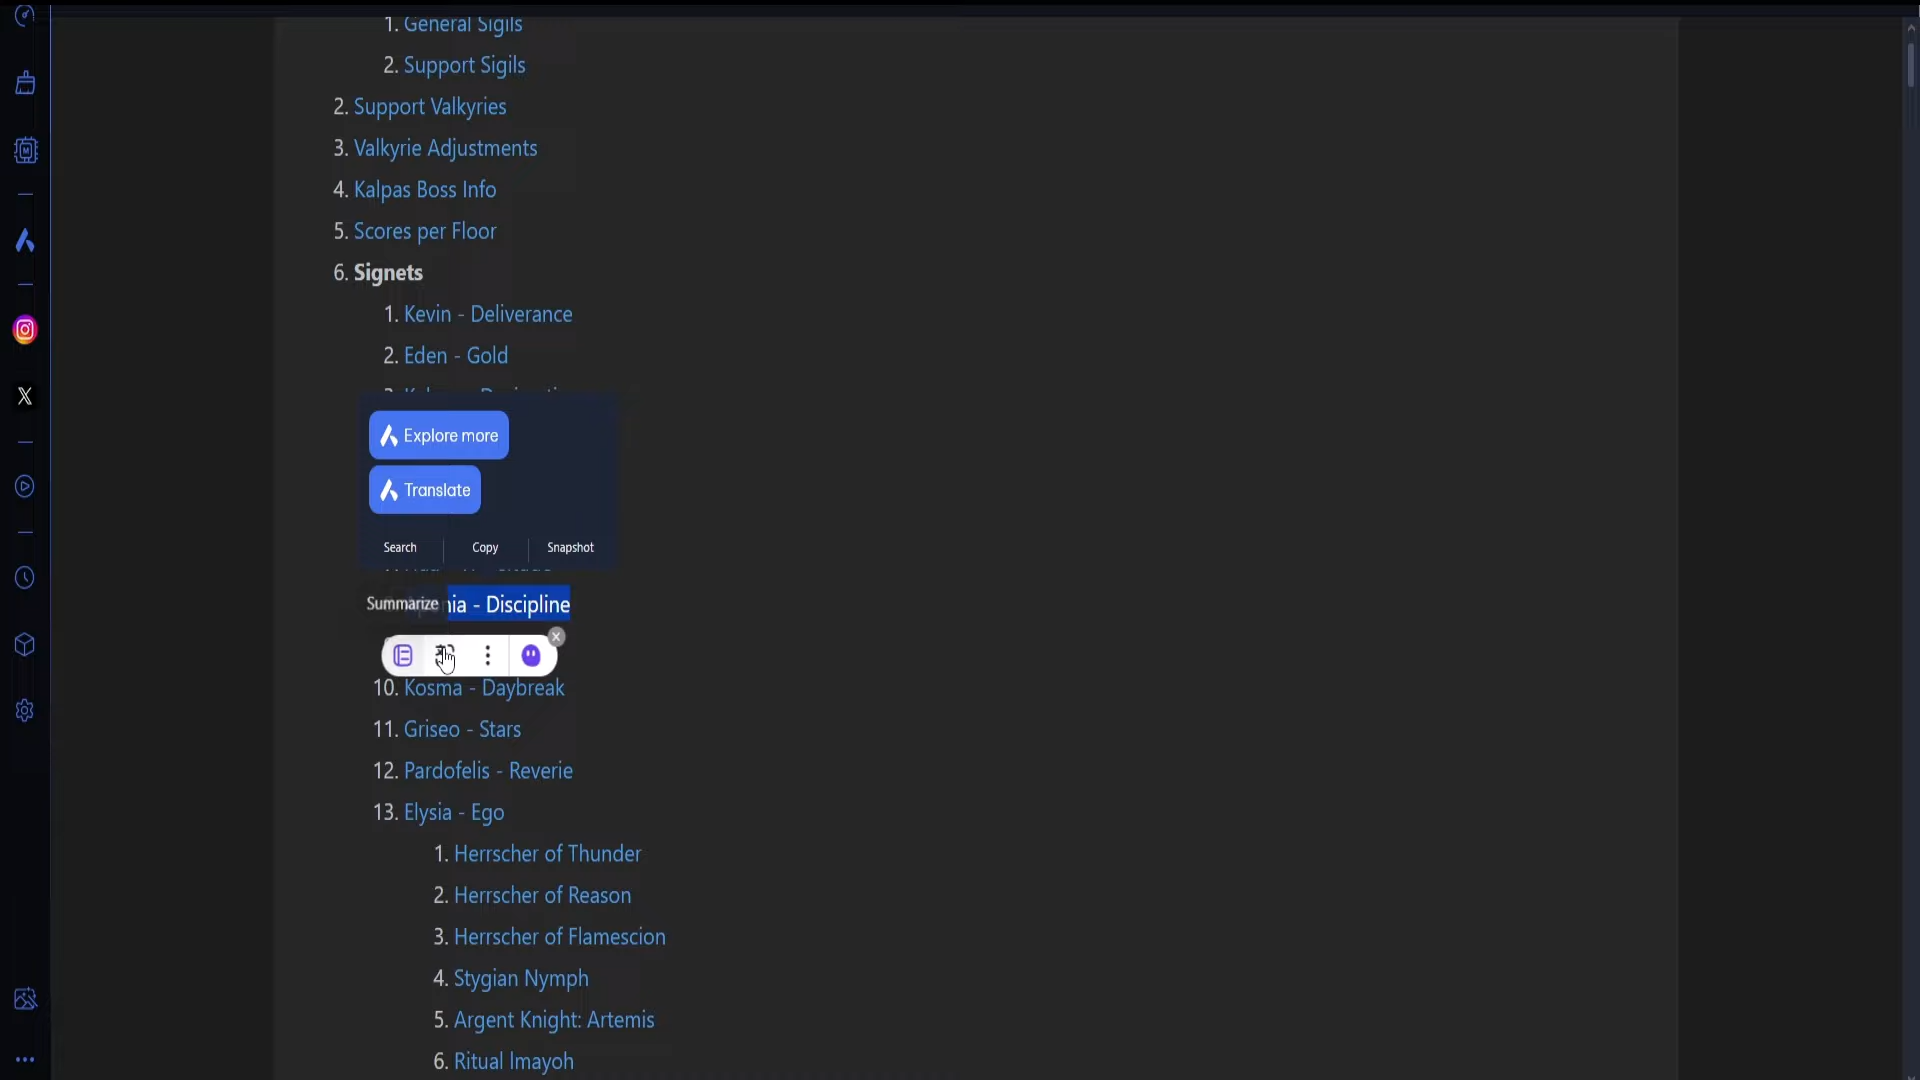 1. General Sigils
2. Support Sigils
2. Support Valkyries
3. Valkyrie Adjustments
4. Kalpas Boss Info
5. Scores per Floor
6. Signets
1. Kevin - Deliverance
2. Eden - Gold
Explore more
Translate
Search Copy Snapshot
Summarize nia - Discipline
10. Kosma - Daybreak
11. Griseo - Stars
12. Pardofelis - Reverie
13. Elysia - Ego
1. Herrscher of Thunder
2. Herrscher of Reason
3. Herrscher of Flamescion
4. Stygian Nymph
5. Argent Knight: Artemis
6. Ritual Imayoh